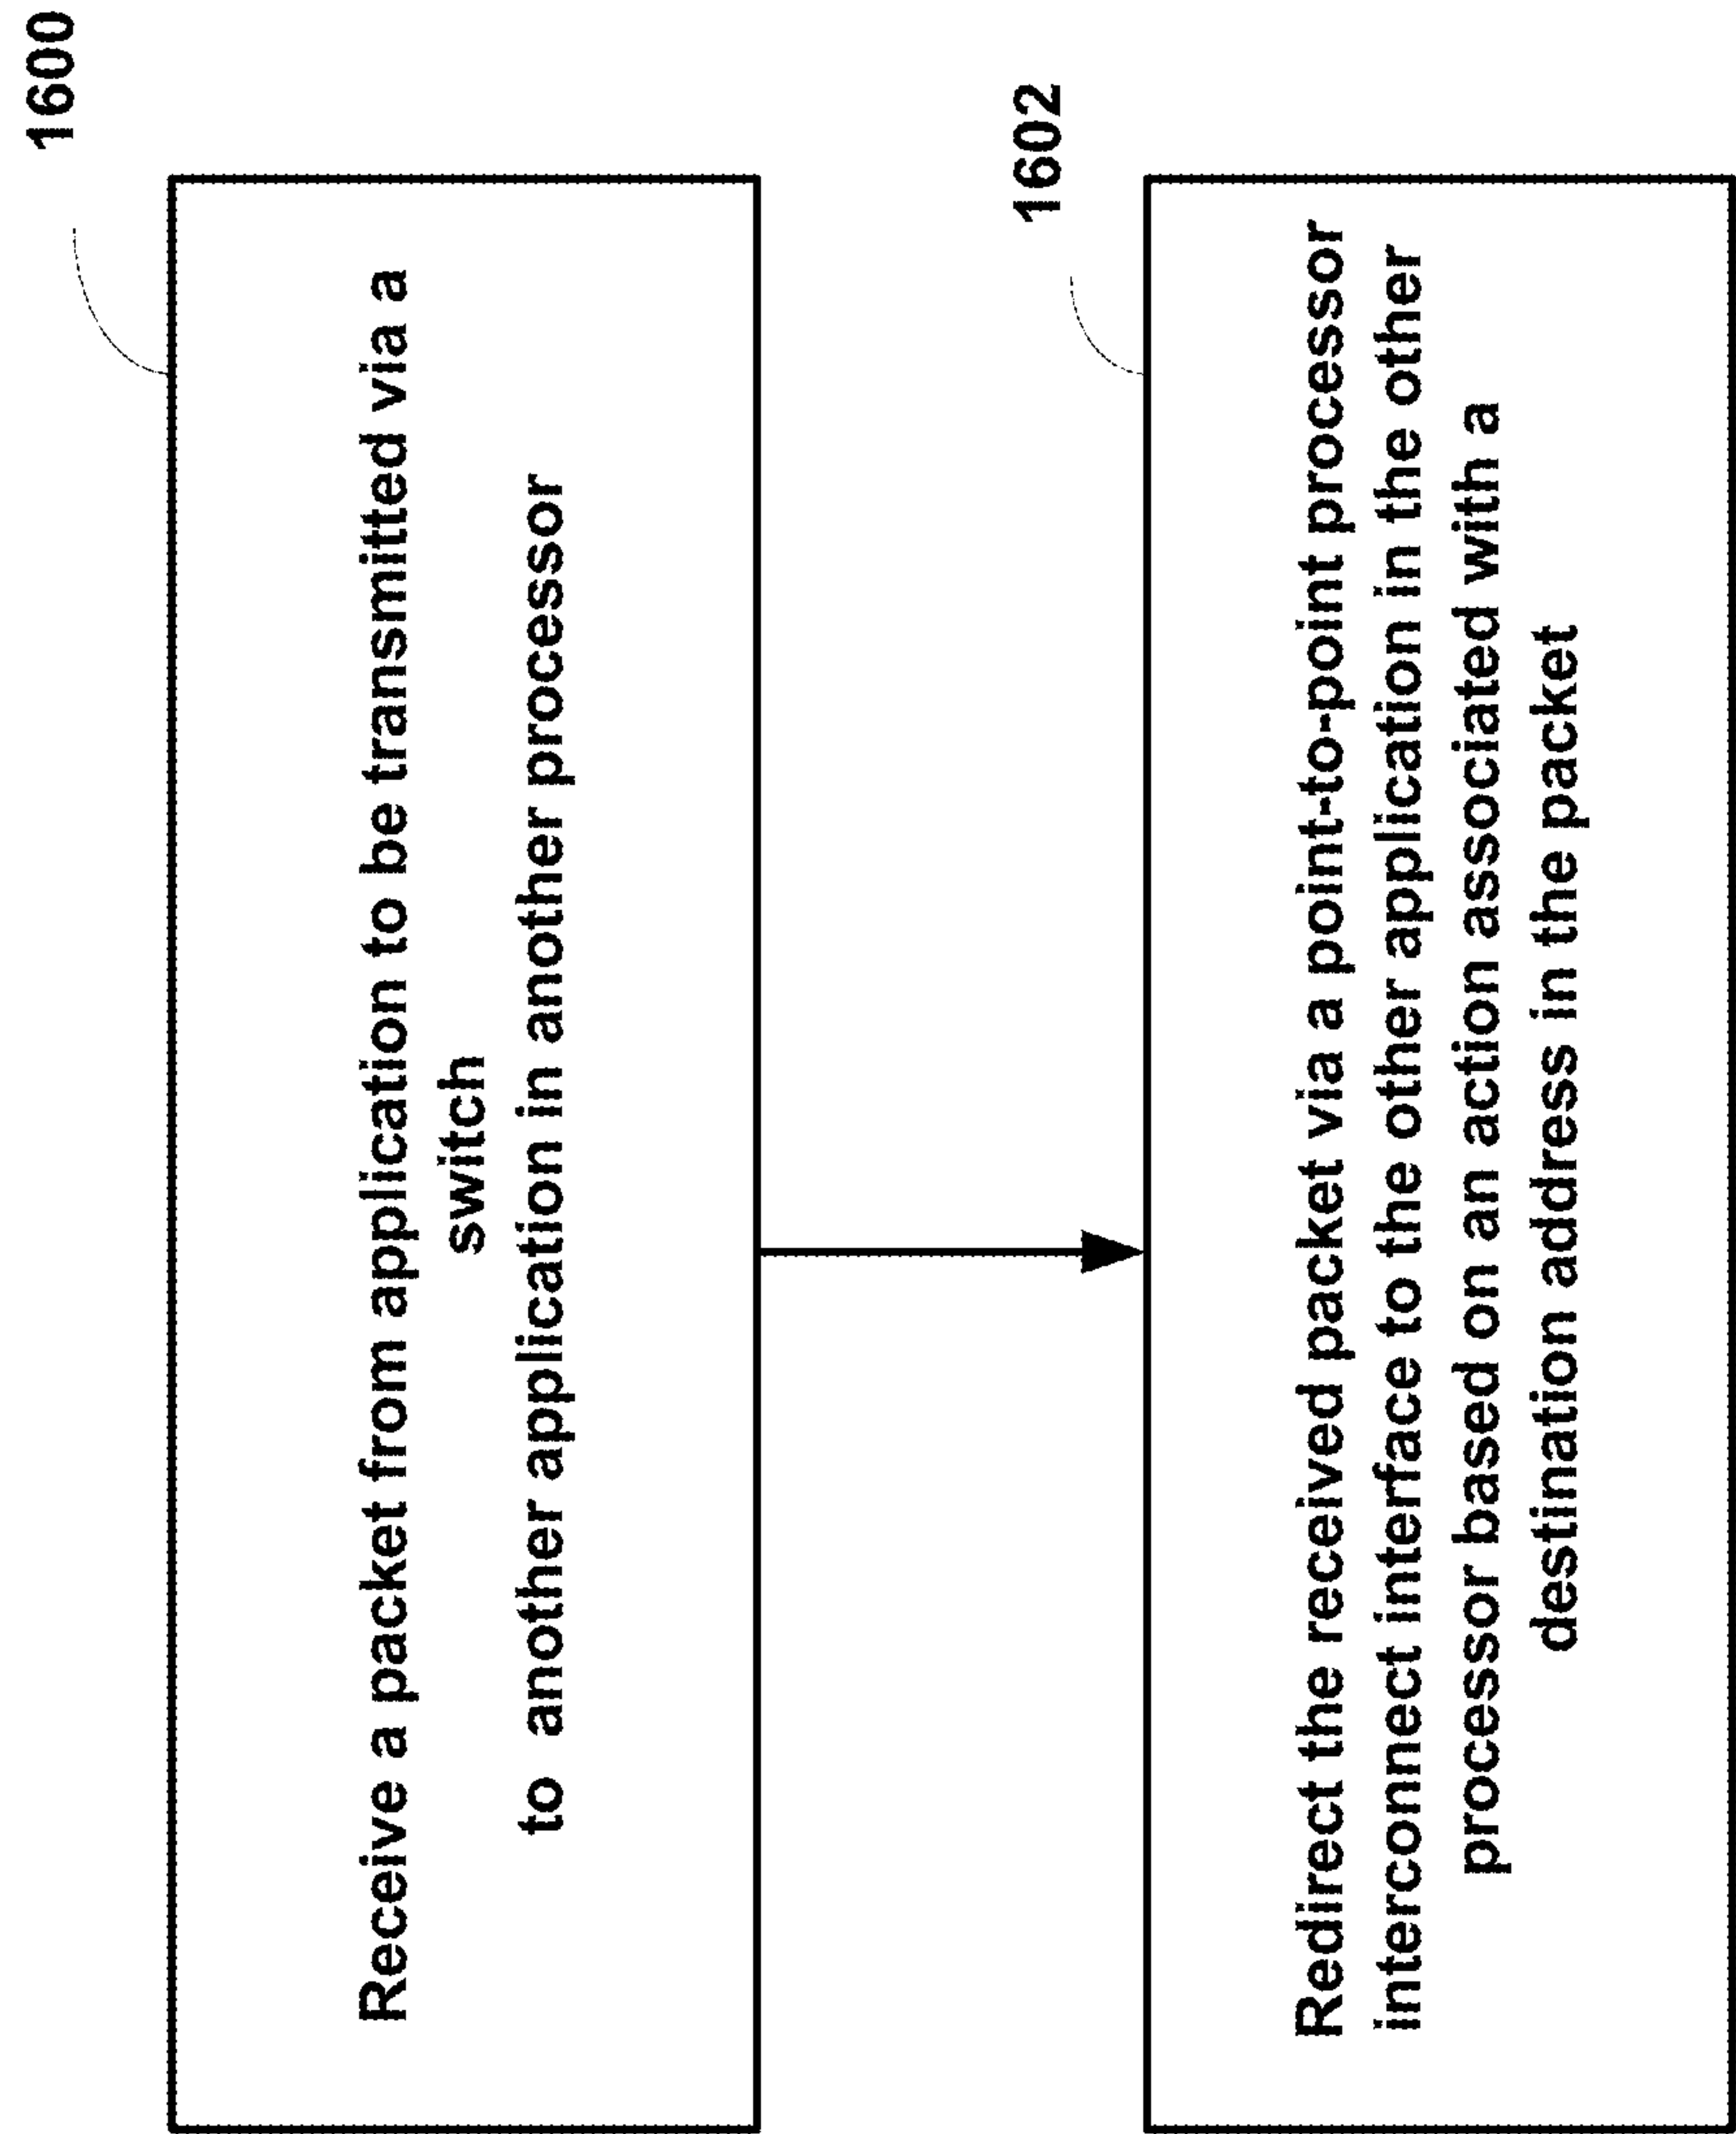 1600
Receive a packet from application to be transmitted via a
switch
to another application in another processor
1602
Redirect the received packet via a point-to-point processor
interconnect interface to the other application in the other
processor based on an action associated with a
destination address in the packet